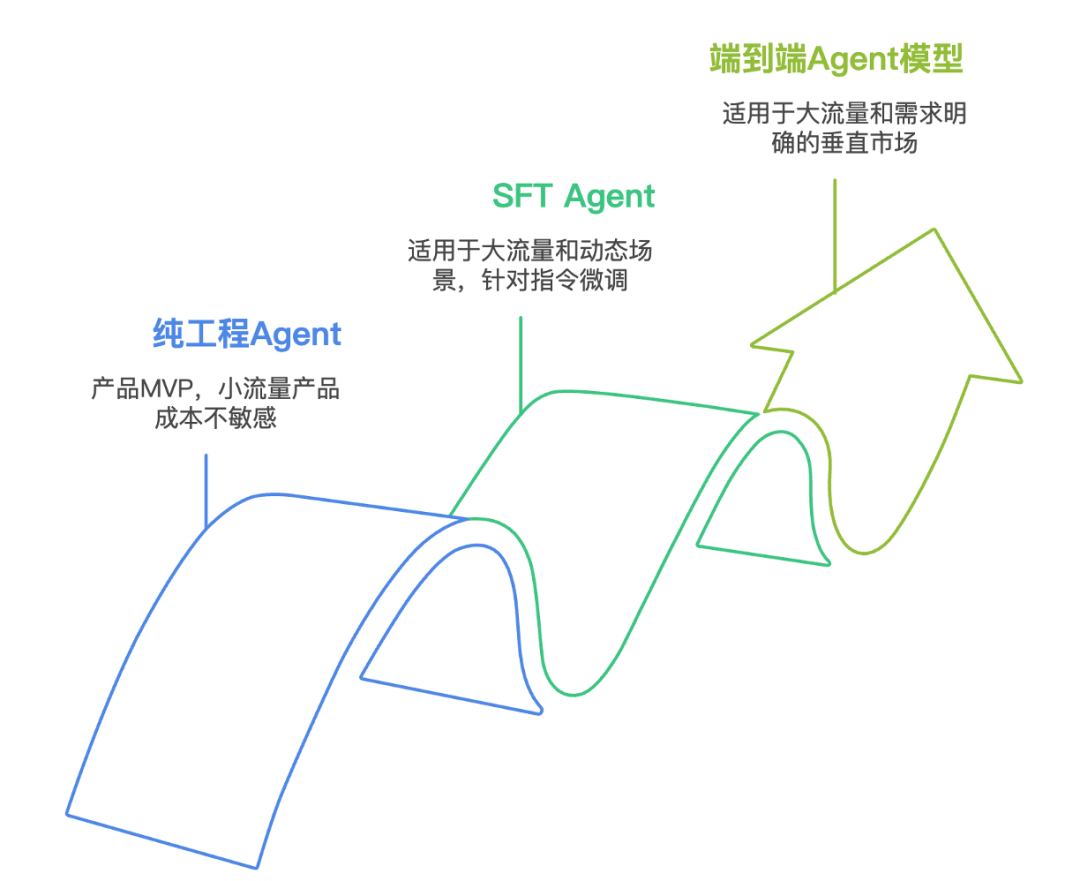 端到端Agent模型
适用于大流量和需求明
确的垂直市场
SFT Agent
适用于大流量和动态场
景，针对指令微调
纯工程Agent
产品MVP，小流量产品
成本不敏感